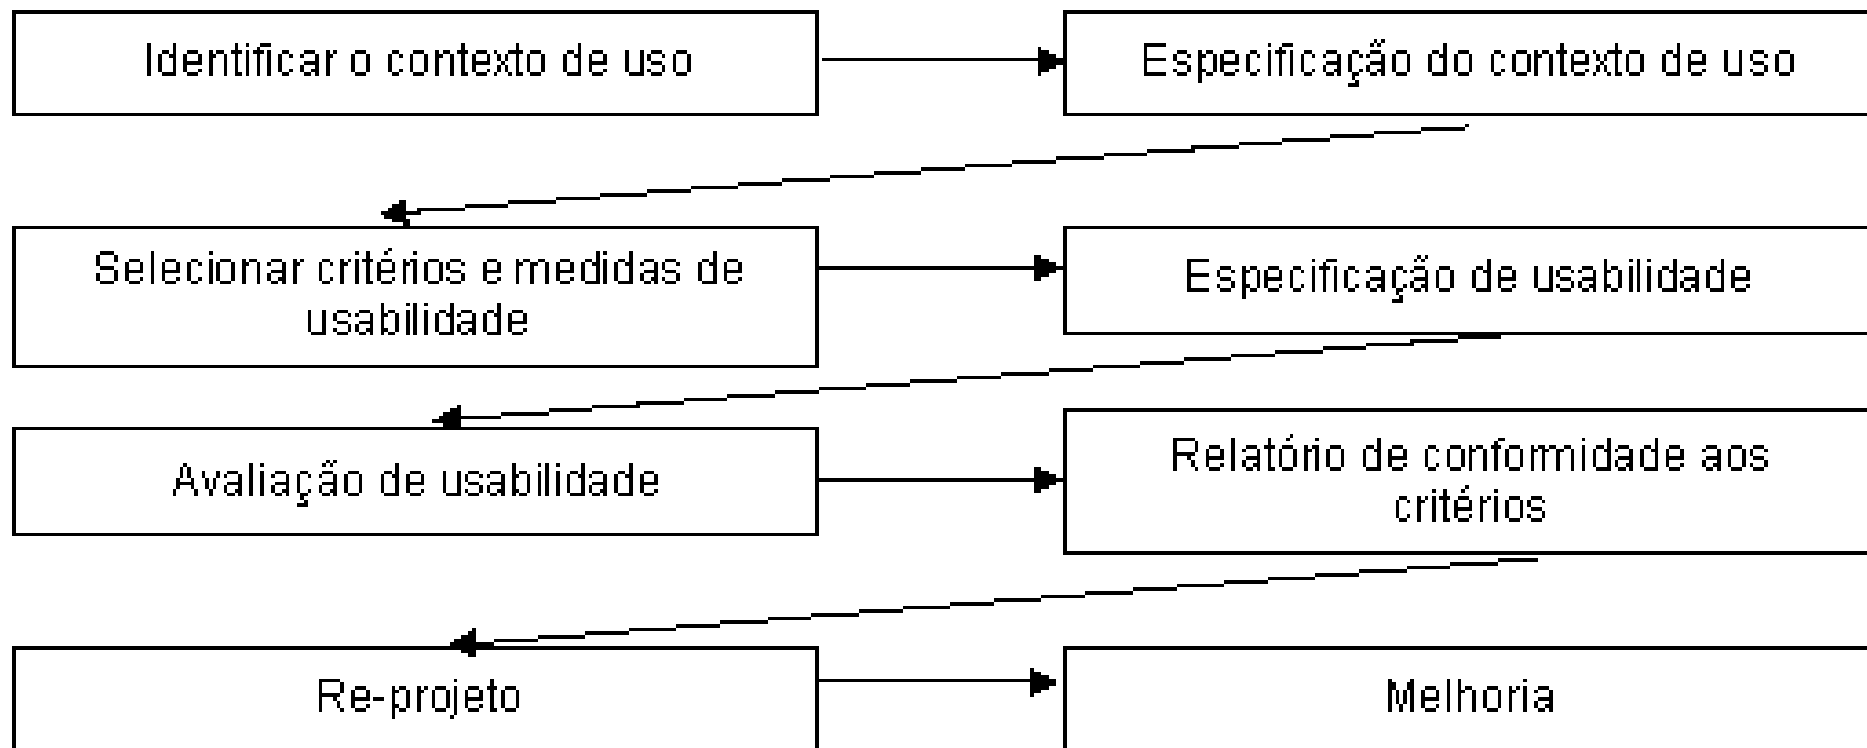 Identificar o contexto de uso
Especificação do contexto de uso
Selecionar critérios e medidas de
usabilidade
Especificação de usabilidade
Avaliação de usabilidade
Relatório de conformidade aos
critérios
Re-projeto
Melhoria